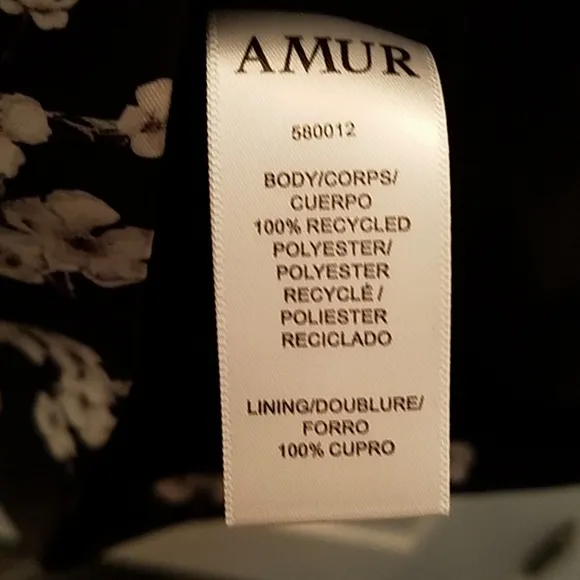 AMUR
580012
BODY/CORPS/
CUERPO
100% RECYCLED
POLYESTER/
POLYESTER
RECYCLÉ /
POLIESTER
RECICLADO
LINING/DOUBLURE/
FORRO
100% CUPRO